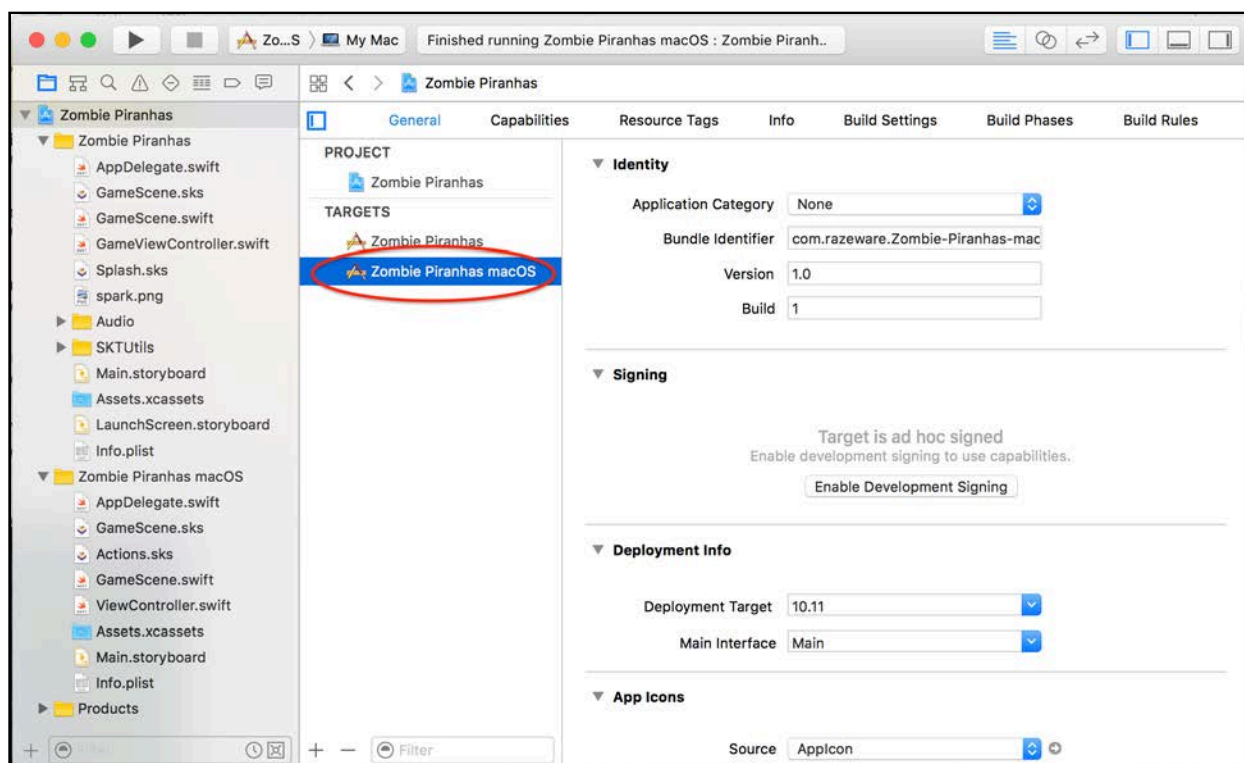 Zo...S 〉 My Mac
Finished running Zombie Piranhas macOS : Zombie Piranh..
Zombie Piranhas
Zombie Piranhas
General Capabilities Resource Tags Info Build Settings Build Phases Build Rules
Zombie Piranhas
AppDelegate.swift
GameScene.sks
GameScene.swift
GameViewController.swift
Splash.sks
spark.png
Audio
SKTUtils
Main.storyboard
Assets.xcassets
LaunchScreen.storyboard
Info.plist
Zombie Piranhas macOS
AppDelegate.swift
GameScene.sks
Actions.sks
GameScene.swift
ViewController.swift
Assets.xcassets
Main.storyboard
Info.plist
Products
PROJECT
Zombie Piranhas
TARGETS
Zombie Piranhas
Zombie Piranhas macOS
Filter
Identity
Application Category None
Bundle Identifier com.razeware.Zombie-Piranhas-mac
Version 1.0
Build 1
Signing
Target is ad hoc signed
Enable development signing to use capabilities.
Enable Development Signing
Deployment Info
Deployment Target 10.11
Main Interface Main
App Icons
Source AppIcon